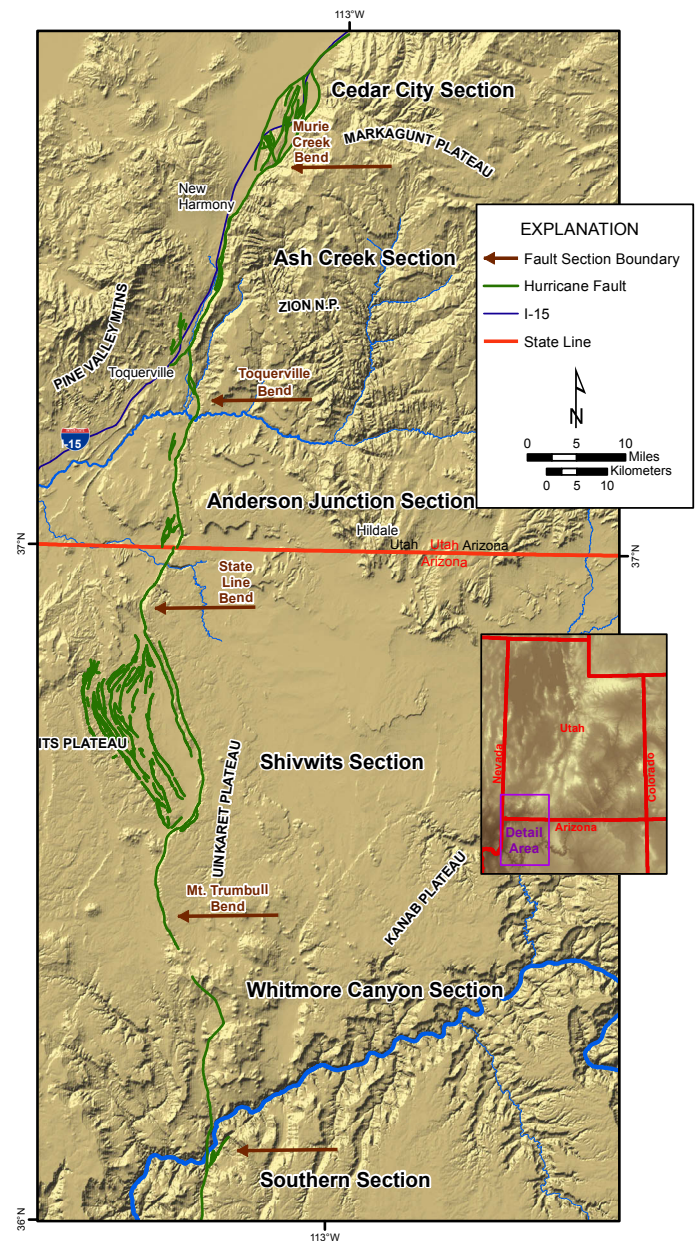 113°W
Cedar City Section
Murie
Creek
Bend
MARKAGUNT PLATEAU
New
Harmony
EXPLANATION
Fault Section Boundary
Hurricane Fault
I-15
State Line
N
0 5 10
Miles
Kilometers
0 5 10
Ash Creek Section
ZION N.P.
PINE VALLEY MTNS
Toquerville
Toquerville
Bend
-15
Anderson Junction Section
Hildale
37°N
Utah Utah Arizona
Arizona
37°N
State
Line
Bend
ITS PLATEAU
UINKARET PLATEAU
Shivwits Section
Utah
Nevada
Colorado
Arizona
Detail
Area
Mt. Trumbull
Bend
KANAB PLATEAU
Whitmore Canyon Section
Southern Section
36°N
113°W